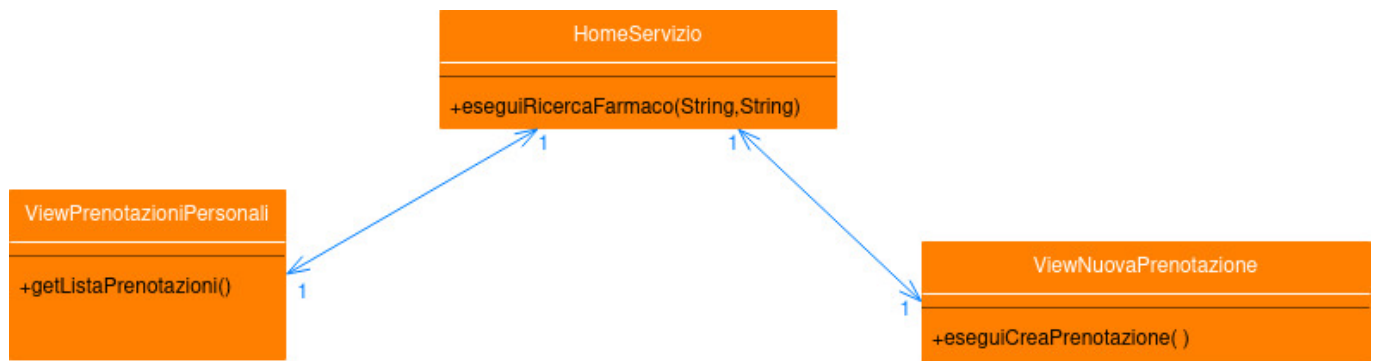 HomeServizio
+eseguiRicercaFarmaco(String,String)
1
1
ViewPrenotazioniPersonali
+getListaPrenotazioni()
1
ViewNuovaPrenotazione
1
+eseguiCreaPrenotazione( )